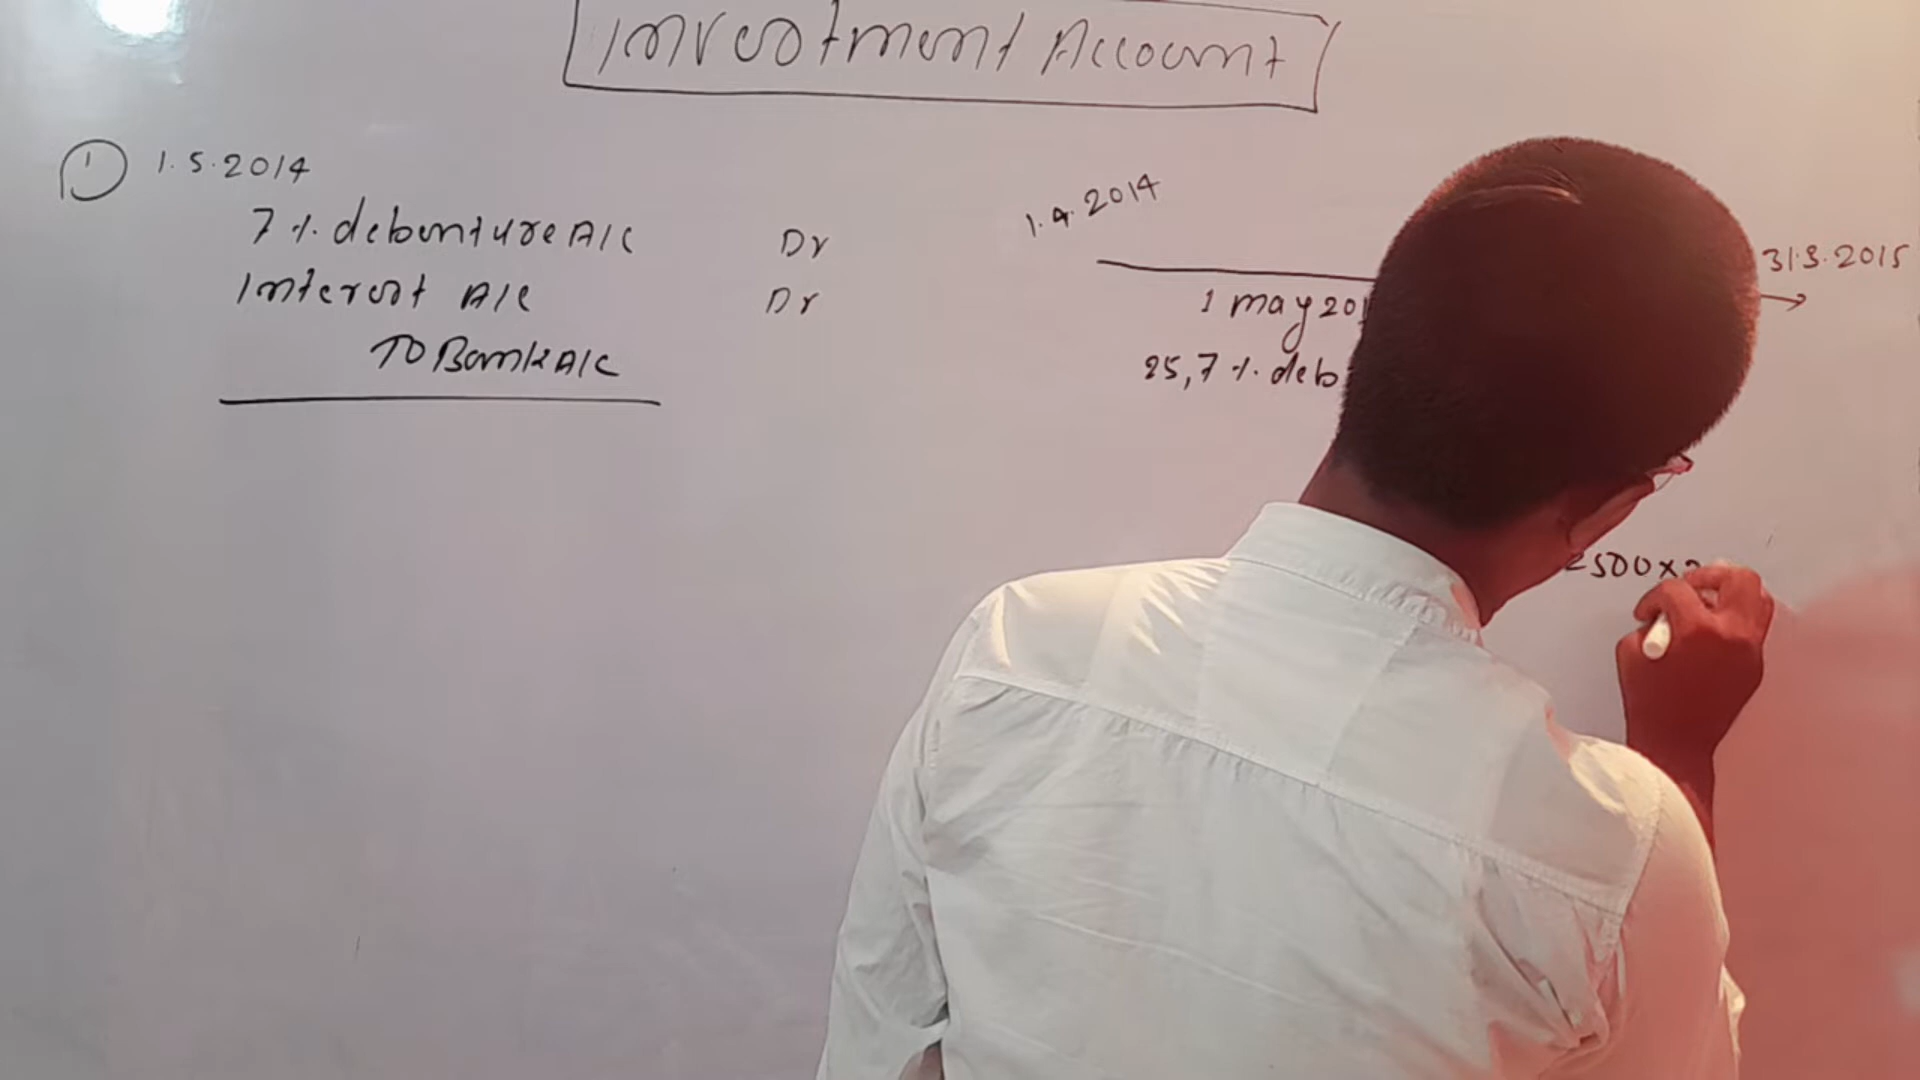 Investment Account
① 1.5.2014
7 %. debenture A/C Dr
Interest A/C Dr
TO Bank A/C
1.4.2014
31.3.2015
1 may 201
25,7 %. deb
2500×